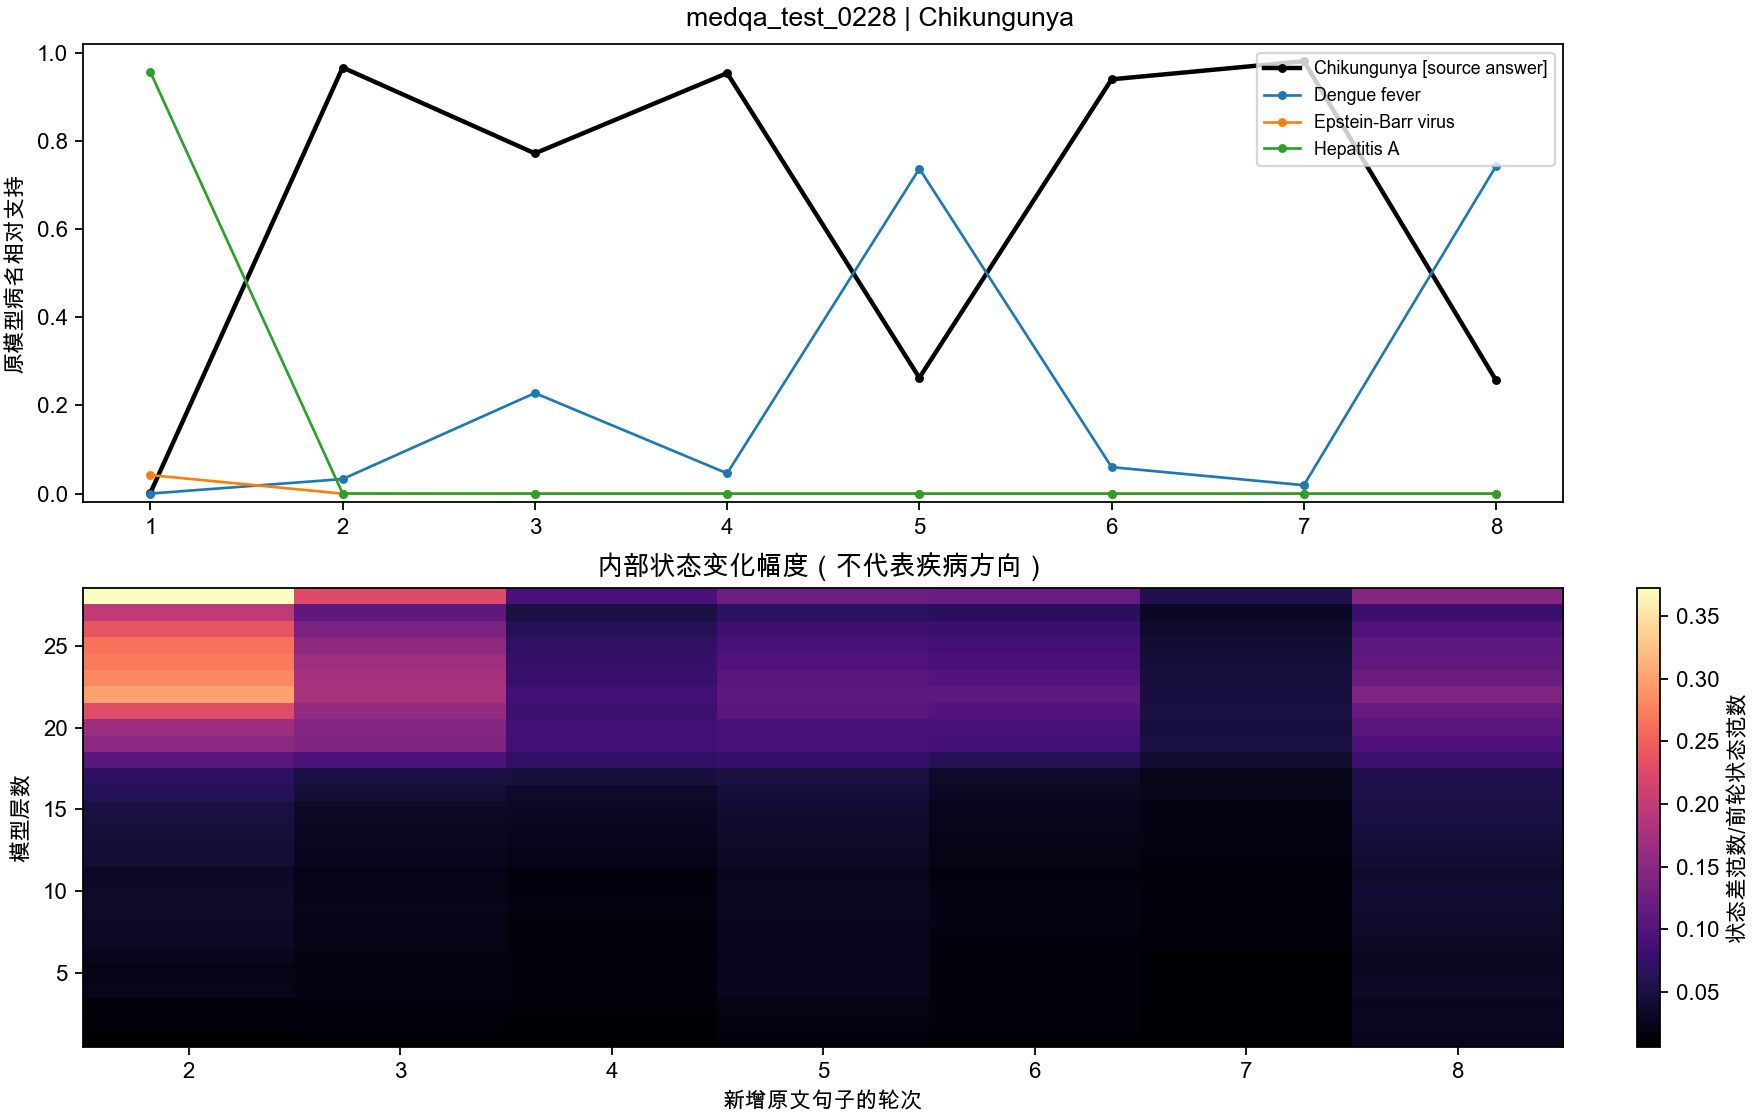 medqa_test_0228 | Chikungunya
1.0
0.8
0.6
0.4
0.2
0.0
原模型病名相对支持
Chikungunya [source answer]
Dengue fever
Epstein-Barr virus
Hepatitis A
1 2 3 4 5 6 7 8
内部状态变化幅度（不代表疾病方向）
25
20
15
10
5
模型层数
2 3 4 5 6 7 8
新增原文句子的轮次
0.35
0.30
0.25
0.20
0.15
0.10
0.05
状态差范数/前轮状态范数